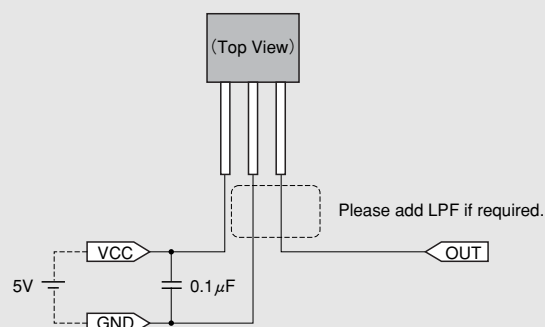 (Top View)
Please add LPF if required.
VCC
OUT
5V
0.1μF
GND